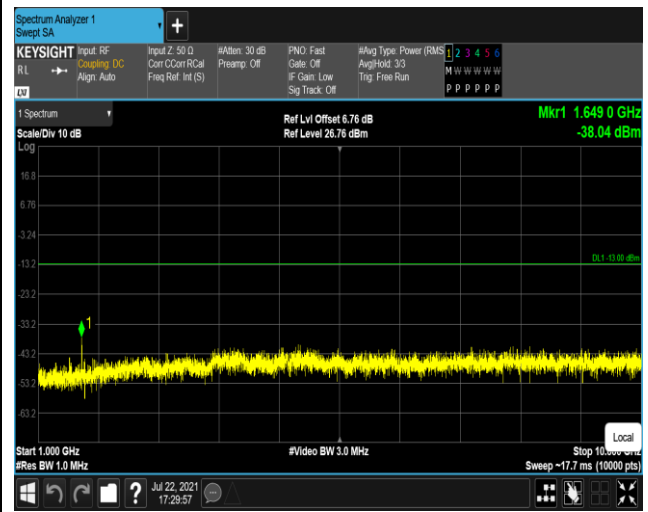 Spectrum Analyzer 1
Swept SA
+
KEYSIGHT
RL
LXI
Input: RF
Coupling: DC
Align: Auto
Input Z: 50 Ω
Corr CCorr RCal
Freq Ref: Int (S)
#Atten: 30 dB
Preamp: Off
PNO: Fast
Gate: Off
IF Gain: Low
Sig Track: Off
#Avg Type: Power (RMS
Avg|Hold: 3/3
Trig: Free Run
1 2 3 4 5 6
M W W W W W
P P P P P P
1 Spectrum
Scale/Div 10 dB
Log
Ref Lvl Offset 6.76 dB
Ref Level 26.76 dBm
Mkr1 1.649 0 GHz
-38.04 dBm
16.8
6.76
-3.24
-13.2
DL1 -13.00 dBm
-23.2
-33.2
1
-43.2
-53.2
-63.2
Local
Start 1.000 GHz
#Video BW 3.0 MHz
Stop 10.000 GHz
#Res BW 1.0 MHz
Sweep ~17.7 ms (10000 pts)
?
Jul 22, 2021
17:29:57